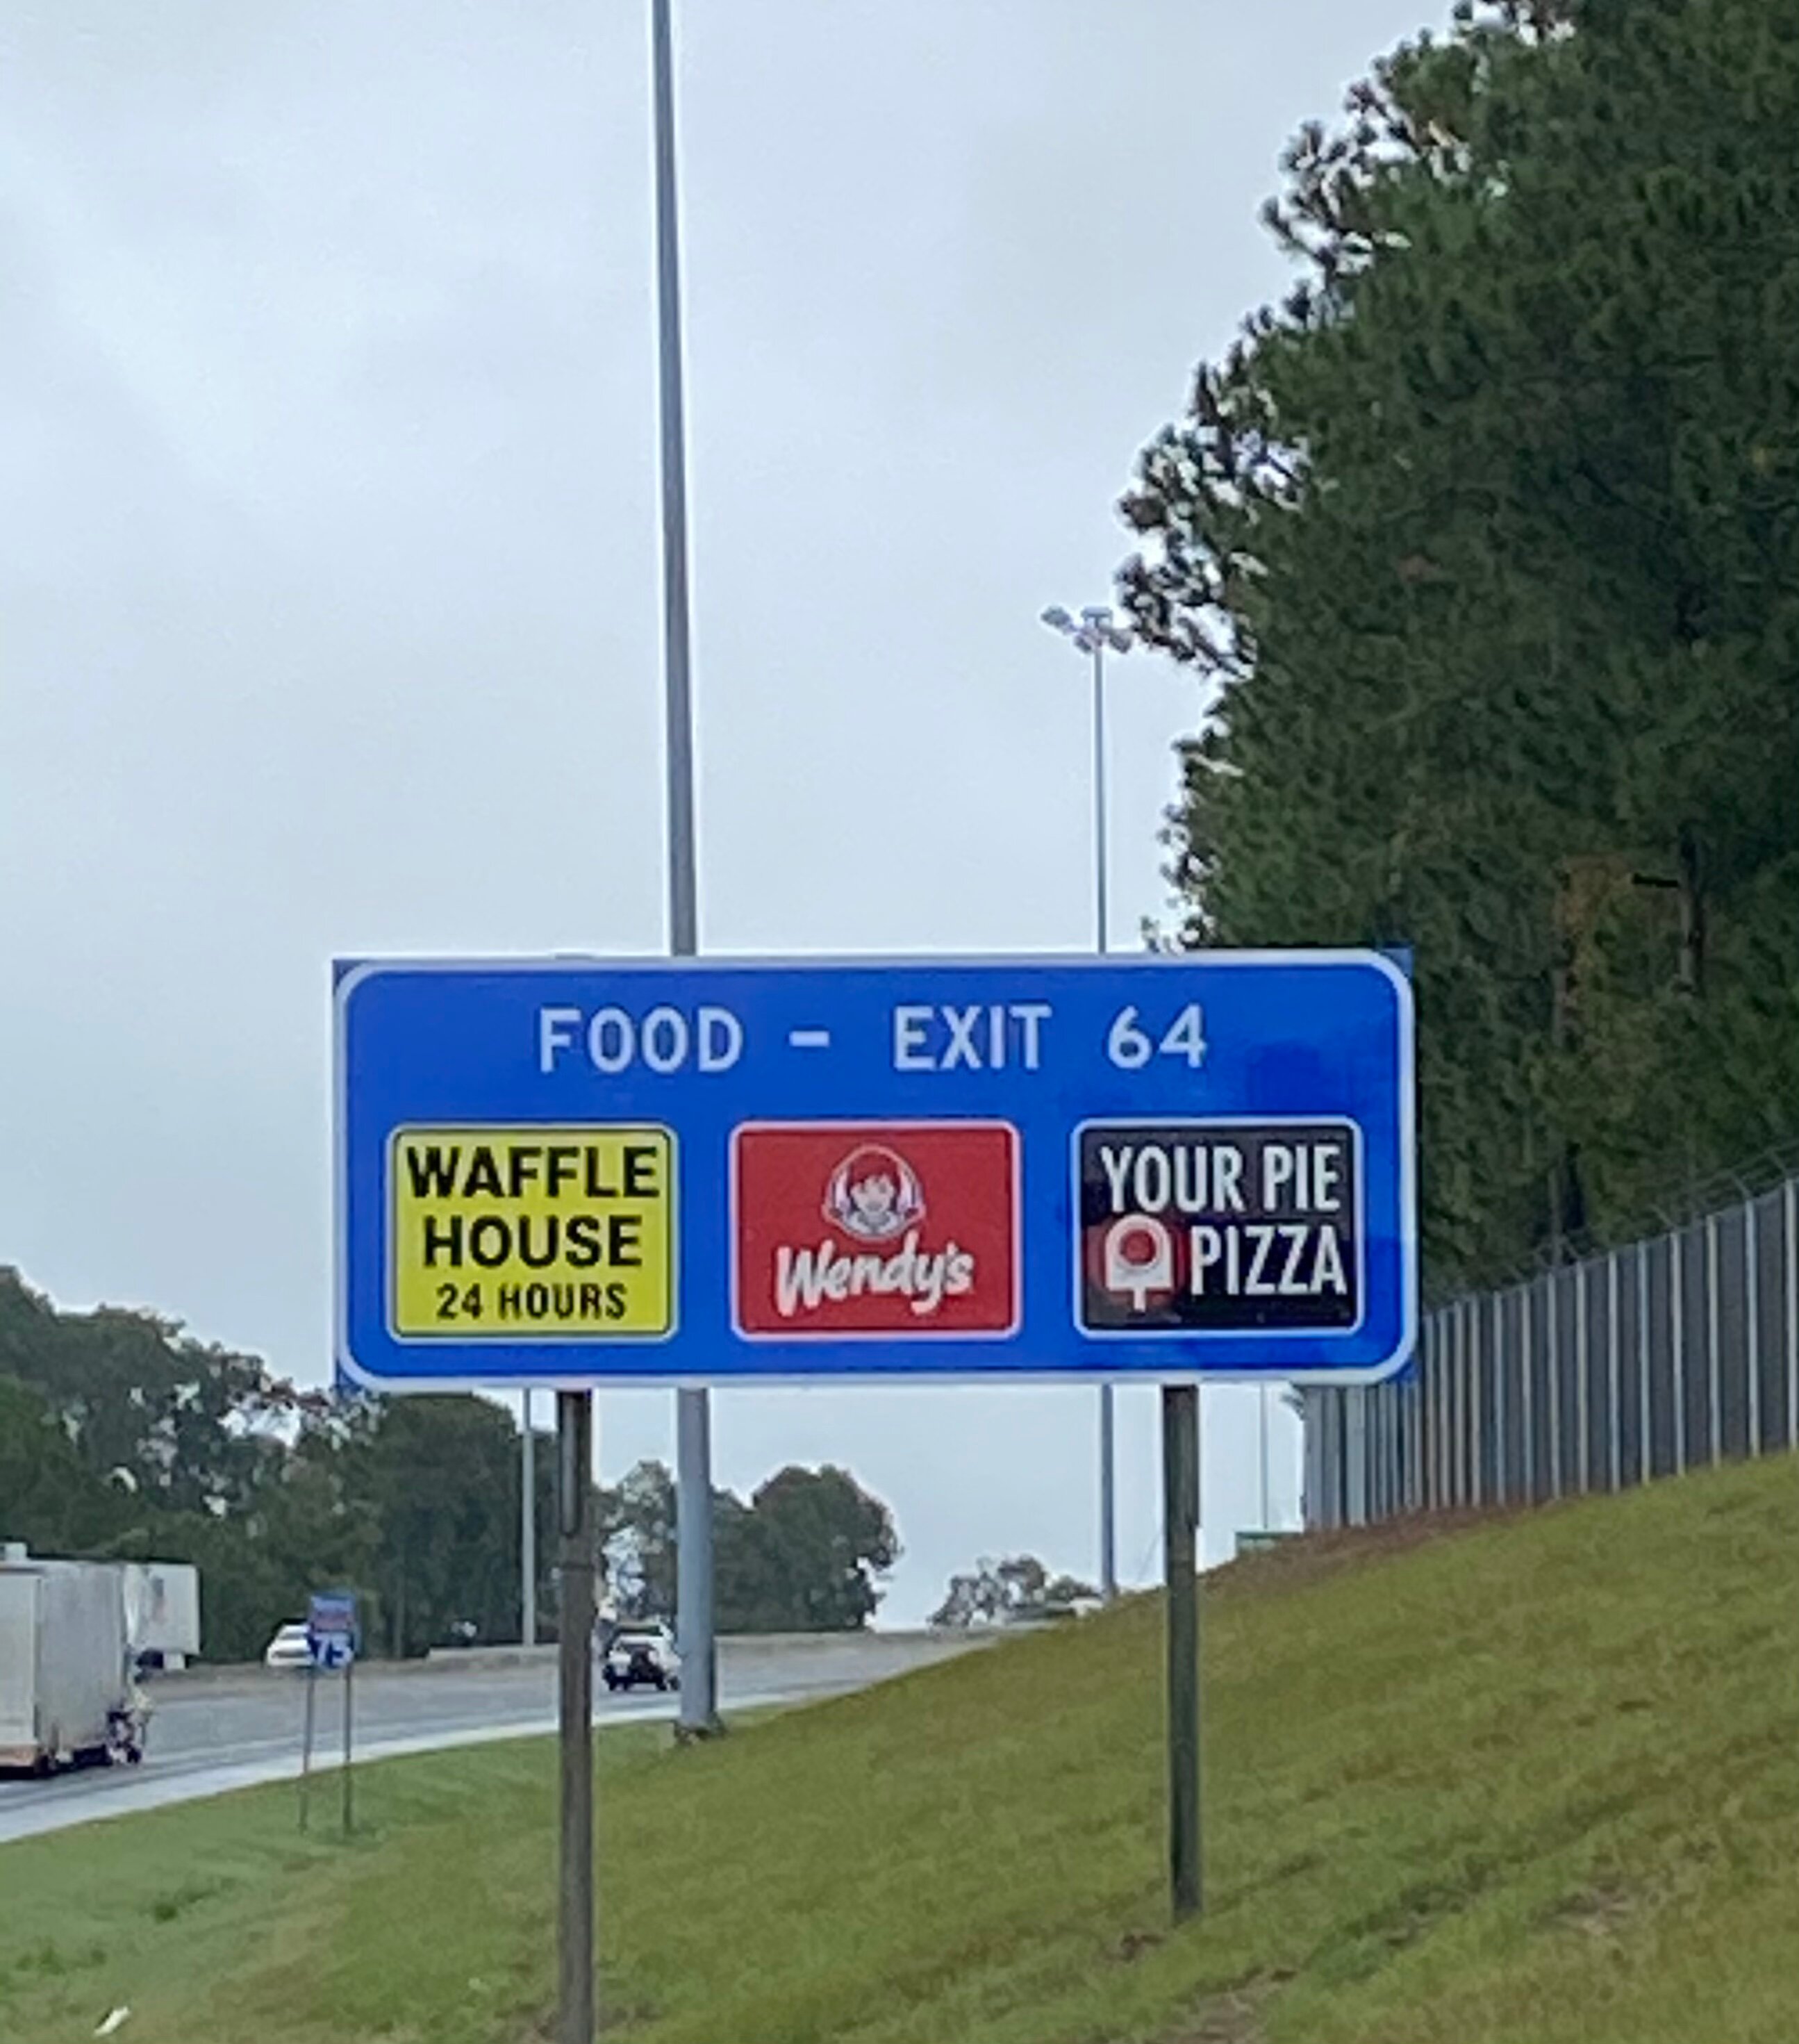 FOOD - EXIT 64
WAFFLE
HOUSE
24 HOURS
Wendy's
YOUR PIE
PIZZA
75